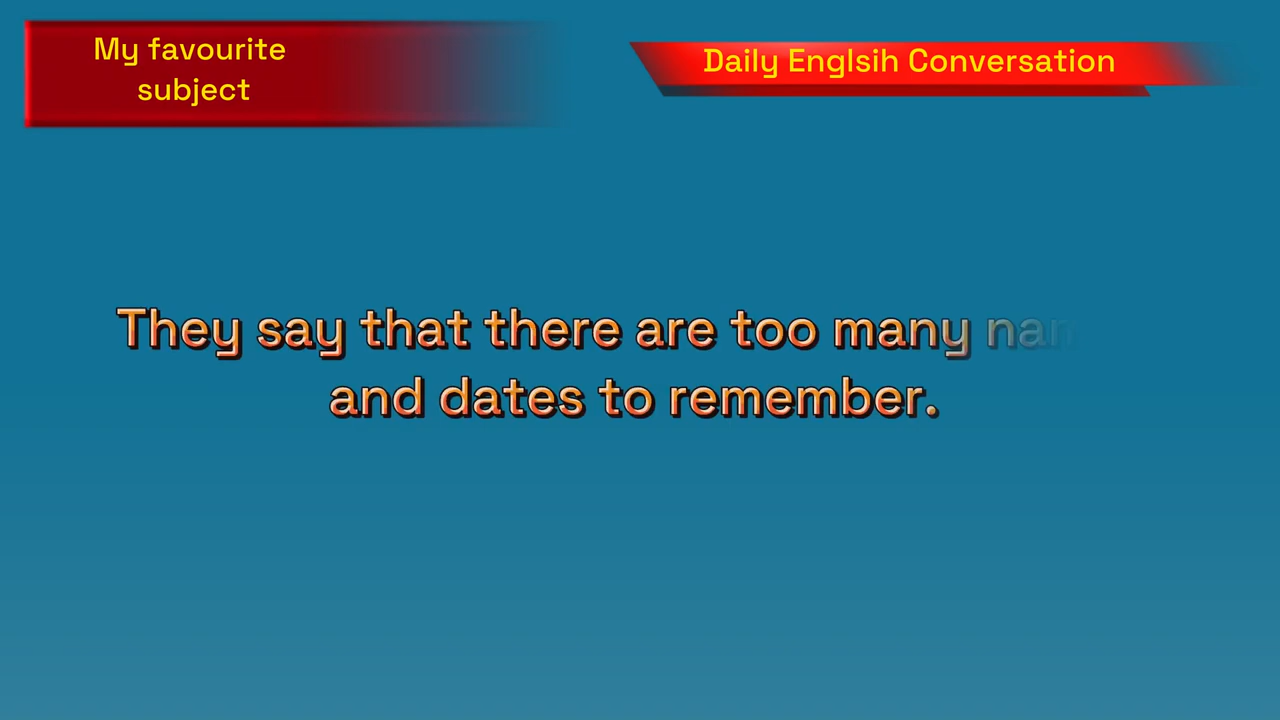 My favourite
subject
Daily Englsih Conversation
They say that there are too many
and dates to remember.